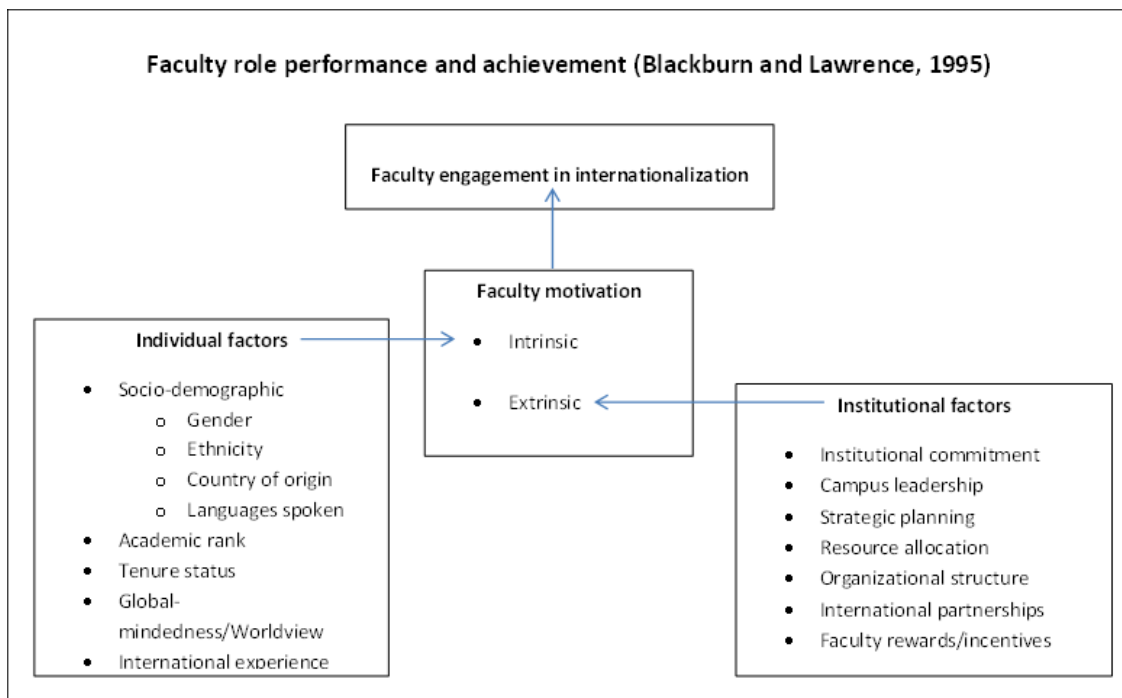 Faculty role performance and achievement (Blackburn and Lawrence, 1995)
Faculty engagement in internationalization
Faculty motivation
• Intrinsic
• Extrinsic
Individual factors
• Socio-demographic
o Gender
o Ethnicity
o Country of origin
o Languages spoken
• Academic rank
• Tenure status
• Global-
mindedness/Worldview
• International experience
Institutional factors
• Institutional commitment
• Campus leadership
• Strategic planning
• Resource allocation
• Organizational structure
• International partnerships
• Faculty rewards/incentives